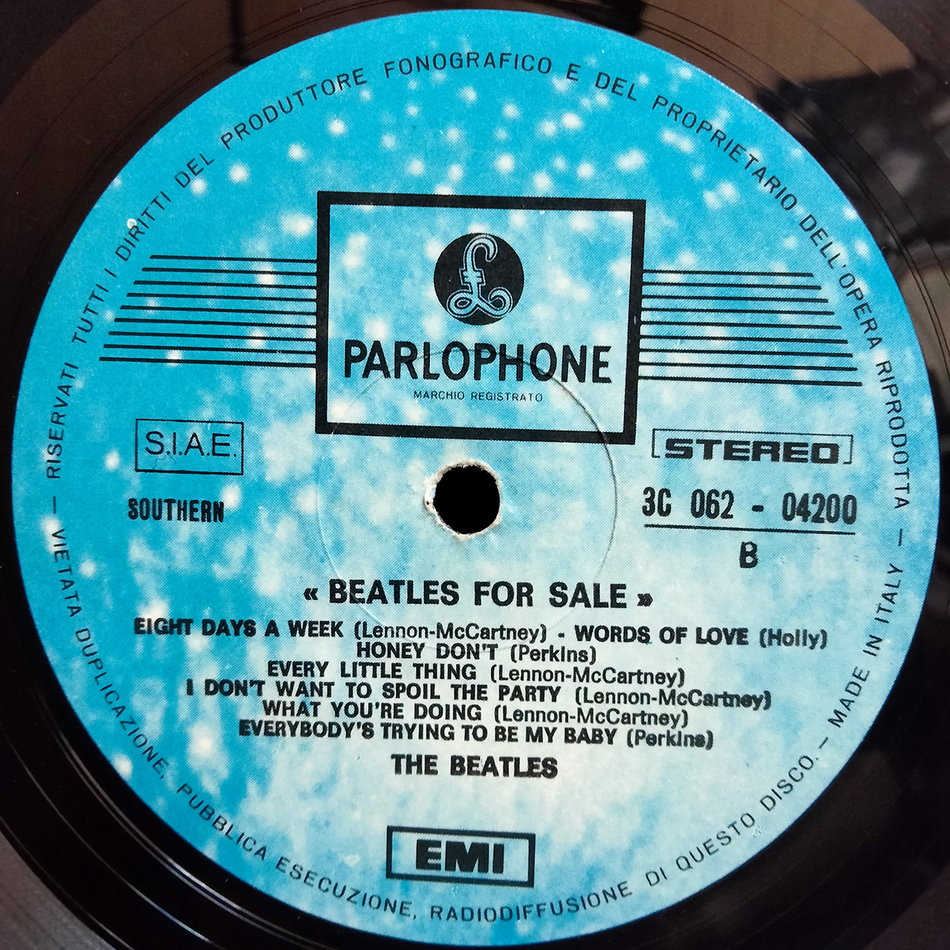 RISERVATI TUTTI I DIRITTI DEL PRODUTTORE FONOGRAFICO E DEL PROPRIETARIO DELL'OPERA RIPRODOTTA — VIETATA DUPLICAZIONE, PUBBLICA ESECUZIONE, RADIODIFFUSIONE DI QUESTO DISCO. — MADE IN ITALY —
£
PARLOPHONE
MARCHIO REGISTRATO
S.I.A.E.
STEREO
SOUTHERN
3C 062 - 04200
B
« BEATLES FOR SALE »
EIGHT DAYS A WEEK (Lennon-McCartney) - WORDS OF LOVE (Holly)
HONEY DON'T (Perkins)
EVERY LITTLE THING (Lennon-McCartney)
I DON'T WANT TO SPOIL THE PARTY (Lennon-McCartney)
WHAT YOU'RE DOING (Lennon-McCartney)
EVERYBODY'S TRYING TO BE MY BABY (Perkins)
THE BEATLES
EMI